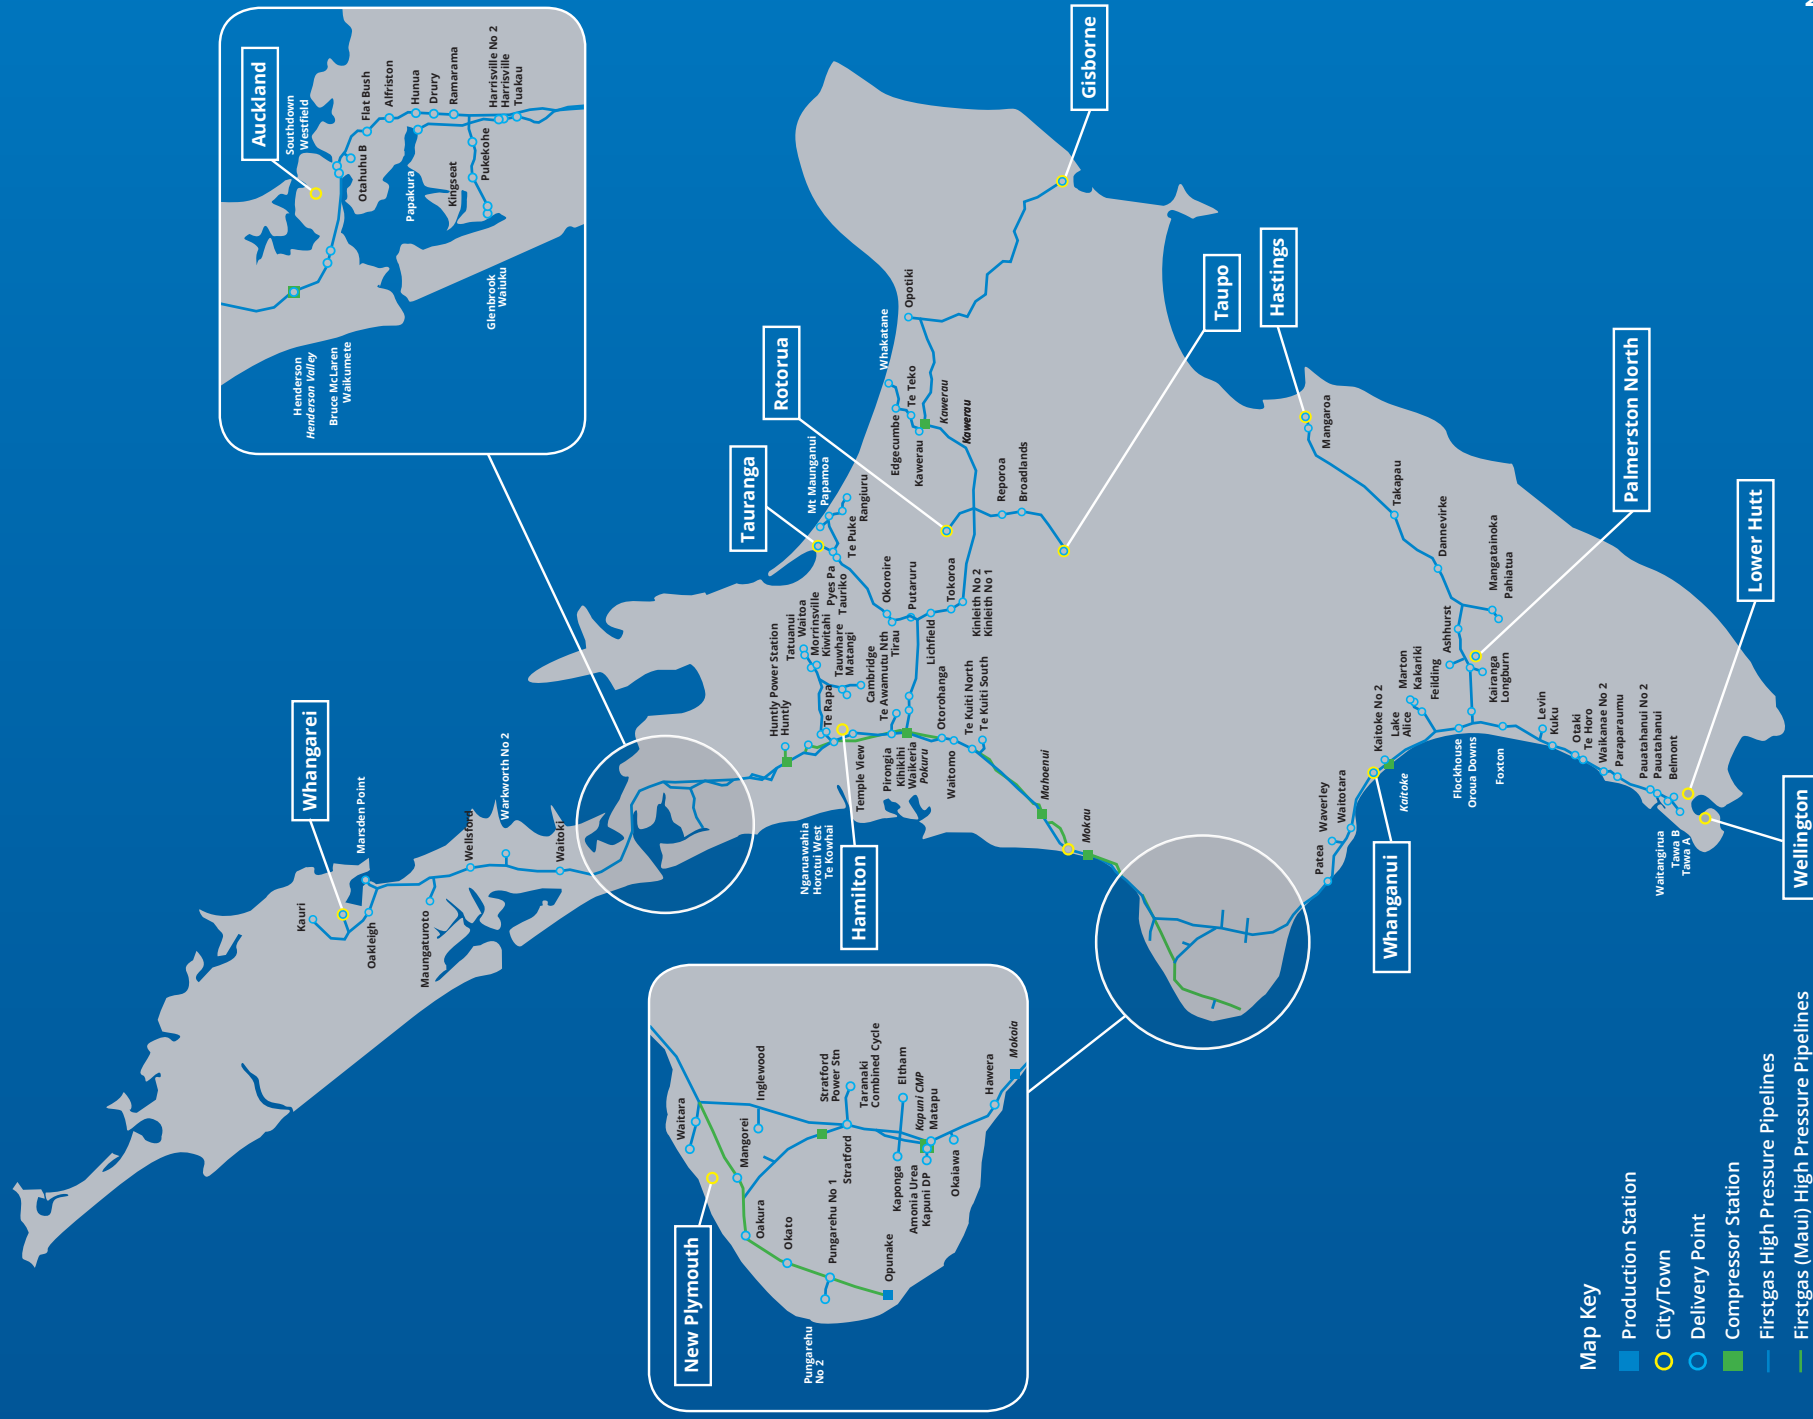 Whangarei
Kauri
Marsden Point
Oakleigh
Maungaturoto
Wellsford
Warkworth No 2
Waitoki
Auckland
Southdown
Westfield
Otahuhu B
Flat Bush
Alfriston
Hunua
Drury
Ramarama
Harrisville No 2
Harrisville
Tuakau
Papakura
Kingseat
Pukekohe
Glenbrook
Waiuku
Henderson
Henderson Valley
Bruce McLaren
Waikumete
Huntly Power Station
Huntly
Tatuanui
Waitoa
Morrinsville
Kiwitahi
Tauwhare
Matangi
Te Rapa
Cambridge
Te Awamutu Nth
Ngaruawahia
Horotui West
Te Kowhai
Temple View
Hamilton
Pirongia
Kihikihi
Waikeria
Pokuru
Waitomo
Otorohanga
Te Kuiti North
Te Kuiti South
Tauranga
Mt Maunganui
Papamoa
Rangiuru
Te Puke
Pyes Pa
Tauriko
Okoroire
Tirau
Putaruru
Lichfield
Tokoroa
Kinleith No 2
Kinleith No 1
Rotorua
Whakatane
Edgecumbe
Te Teko
Kawerau
Kawerau
Kawerau
Opotiki
Reporoa
Broadlands
Taupo
Gisborne
Hastings
Mangaroa
Takapau
Dannevirke
Mangatainoka
Pahiatua
Ashhurst
Palmerston North
Feilding
Kairanga
Longburn
Marton
Kakariki
Lake
Alice
Kaitoke No 2
Kaitoke
Flockhouse
Oroua Downs
Foxton
Levin
Kuku
Otaki
Te Horo
Waikanae No 2
Paraparaumu
Pauatahanui No 2
Pauatahanui
Belmont
Waitangirua
Tawa B
Tawa A
Lower Hutt
Wellington
Whanganui
Waitotara
Waverley
Patea
Mahoenui
Mokau
New Plymouth
Waitara
Mangorei
Inglewood
Oakura
Okato
Pungarehu No 1
Pungarehu
No 2
Opunake
Stratford
Power Stn
Stratford
Taranaki
Combined Cycle
Eltham
Kaponga
Kapuni CMP
Matapu
Amonia Urea
Kapuni DP
Okaiawa
Hawera
Mokoia
Map Key
Production Station
City/Town
Delivery Point
Compressor Station
Firstgas High Pressure Pipelines
Firstgas (Maui) High Pressure Pipelines